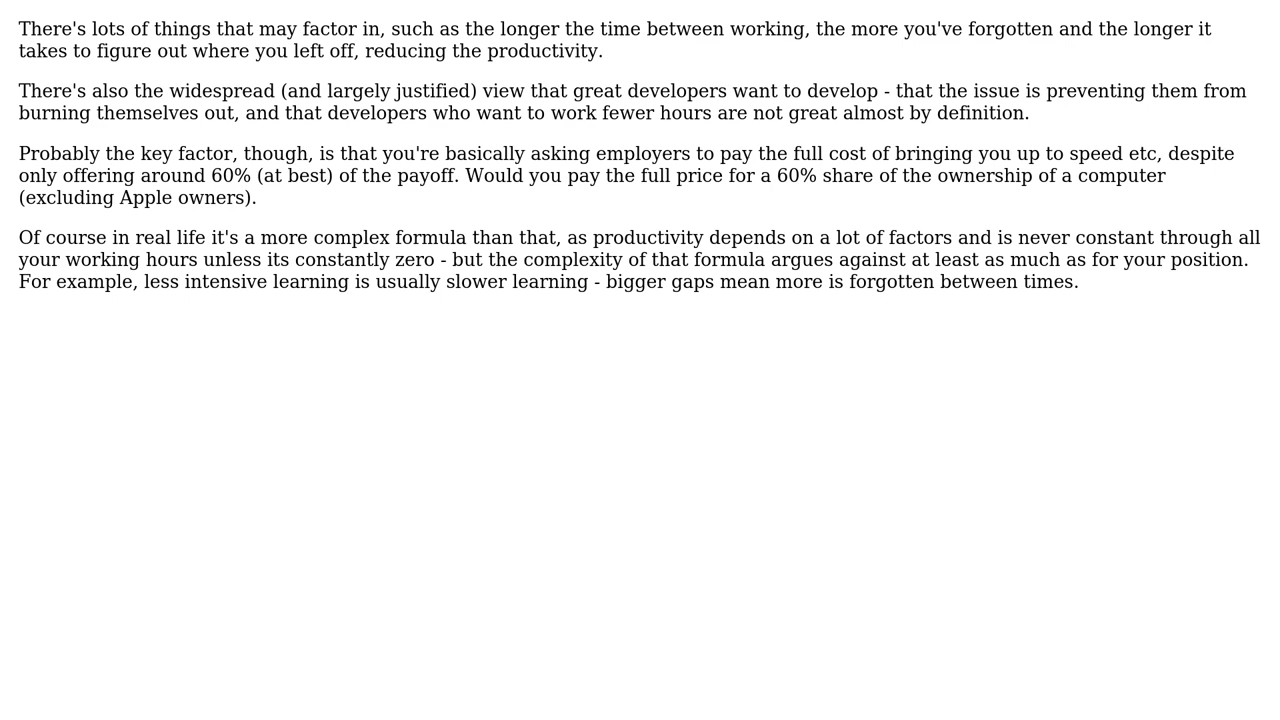 There's lots of things that may factor in, such as the longer the time between working, the more you've forgotten and the longer it
takes to figure out where you left off, reducing the productivity.
There's also the widespread (and largely justified) view that great developers want to develop - that the issue is preventing them from
burning themselves out, and that developers who want to work fewer hours are not great almost by definition.
Probably the key factor, though, is that you're basically asking employers to pay the full cost of bringing you up to speed etc, despite
only offering around 60% (at best) of the payoff. Would you pay the full price for a 60% share of the ownership of a computer
(excluding Apple owners).
Of course in real life it's a more complex formula than that, as productivity depends on a lot of factors and is never constant through all
your working hours unless its constantly zero - but the complexity of that formula argues against at least as much as for your position.
For example, less intensive learning is usually slower learning - bigger gaps mean more is forgotten between times.